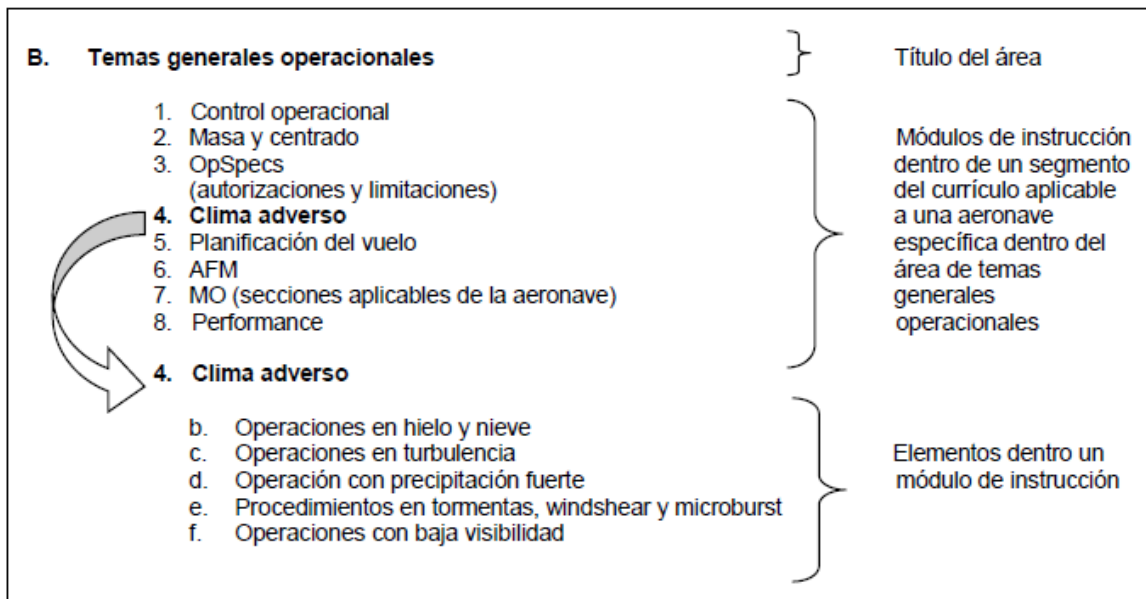 B. Temas generales operacionales
Título del área
1. Control operacional
2. Masa y centrado
3. OpSpecs
(autorizaciones y limitaciones)
4. Clima adverso
5. Planificación del vuelo
6. AFM
7. MO (secciones aplicables de la aeronave)
8. Performance
Módulos de instrucción
dentro de un segmento
del currículo aplicable
a una aeronave
específica dentro del
área de temas
generales
operacionales
4. Clima adverso
b. Operaciones en hielo y nieve
c. Operaciones en turbulencia
d. Operación con precipitación fuerte
e. Procedimientos en tormentas, windshear y microburst
f. Operaciones con baja visibilidad
Elementos dentro un
módulo de instrucción